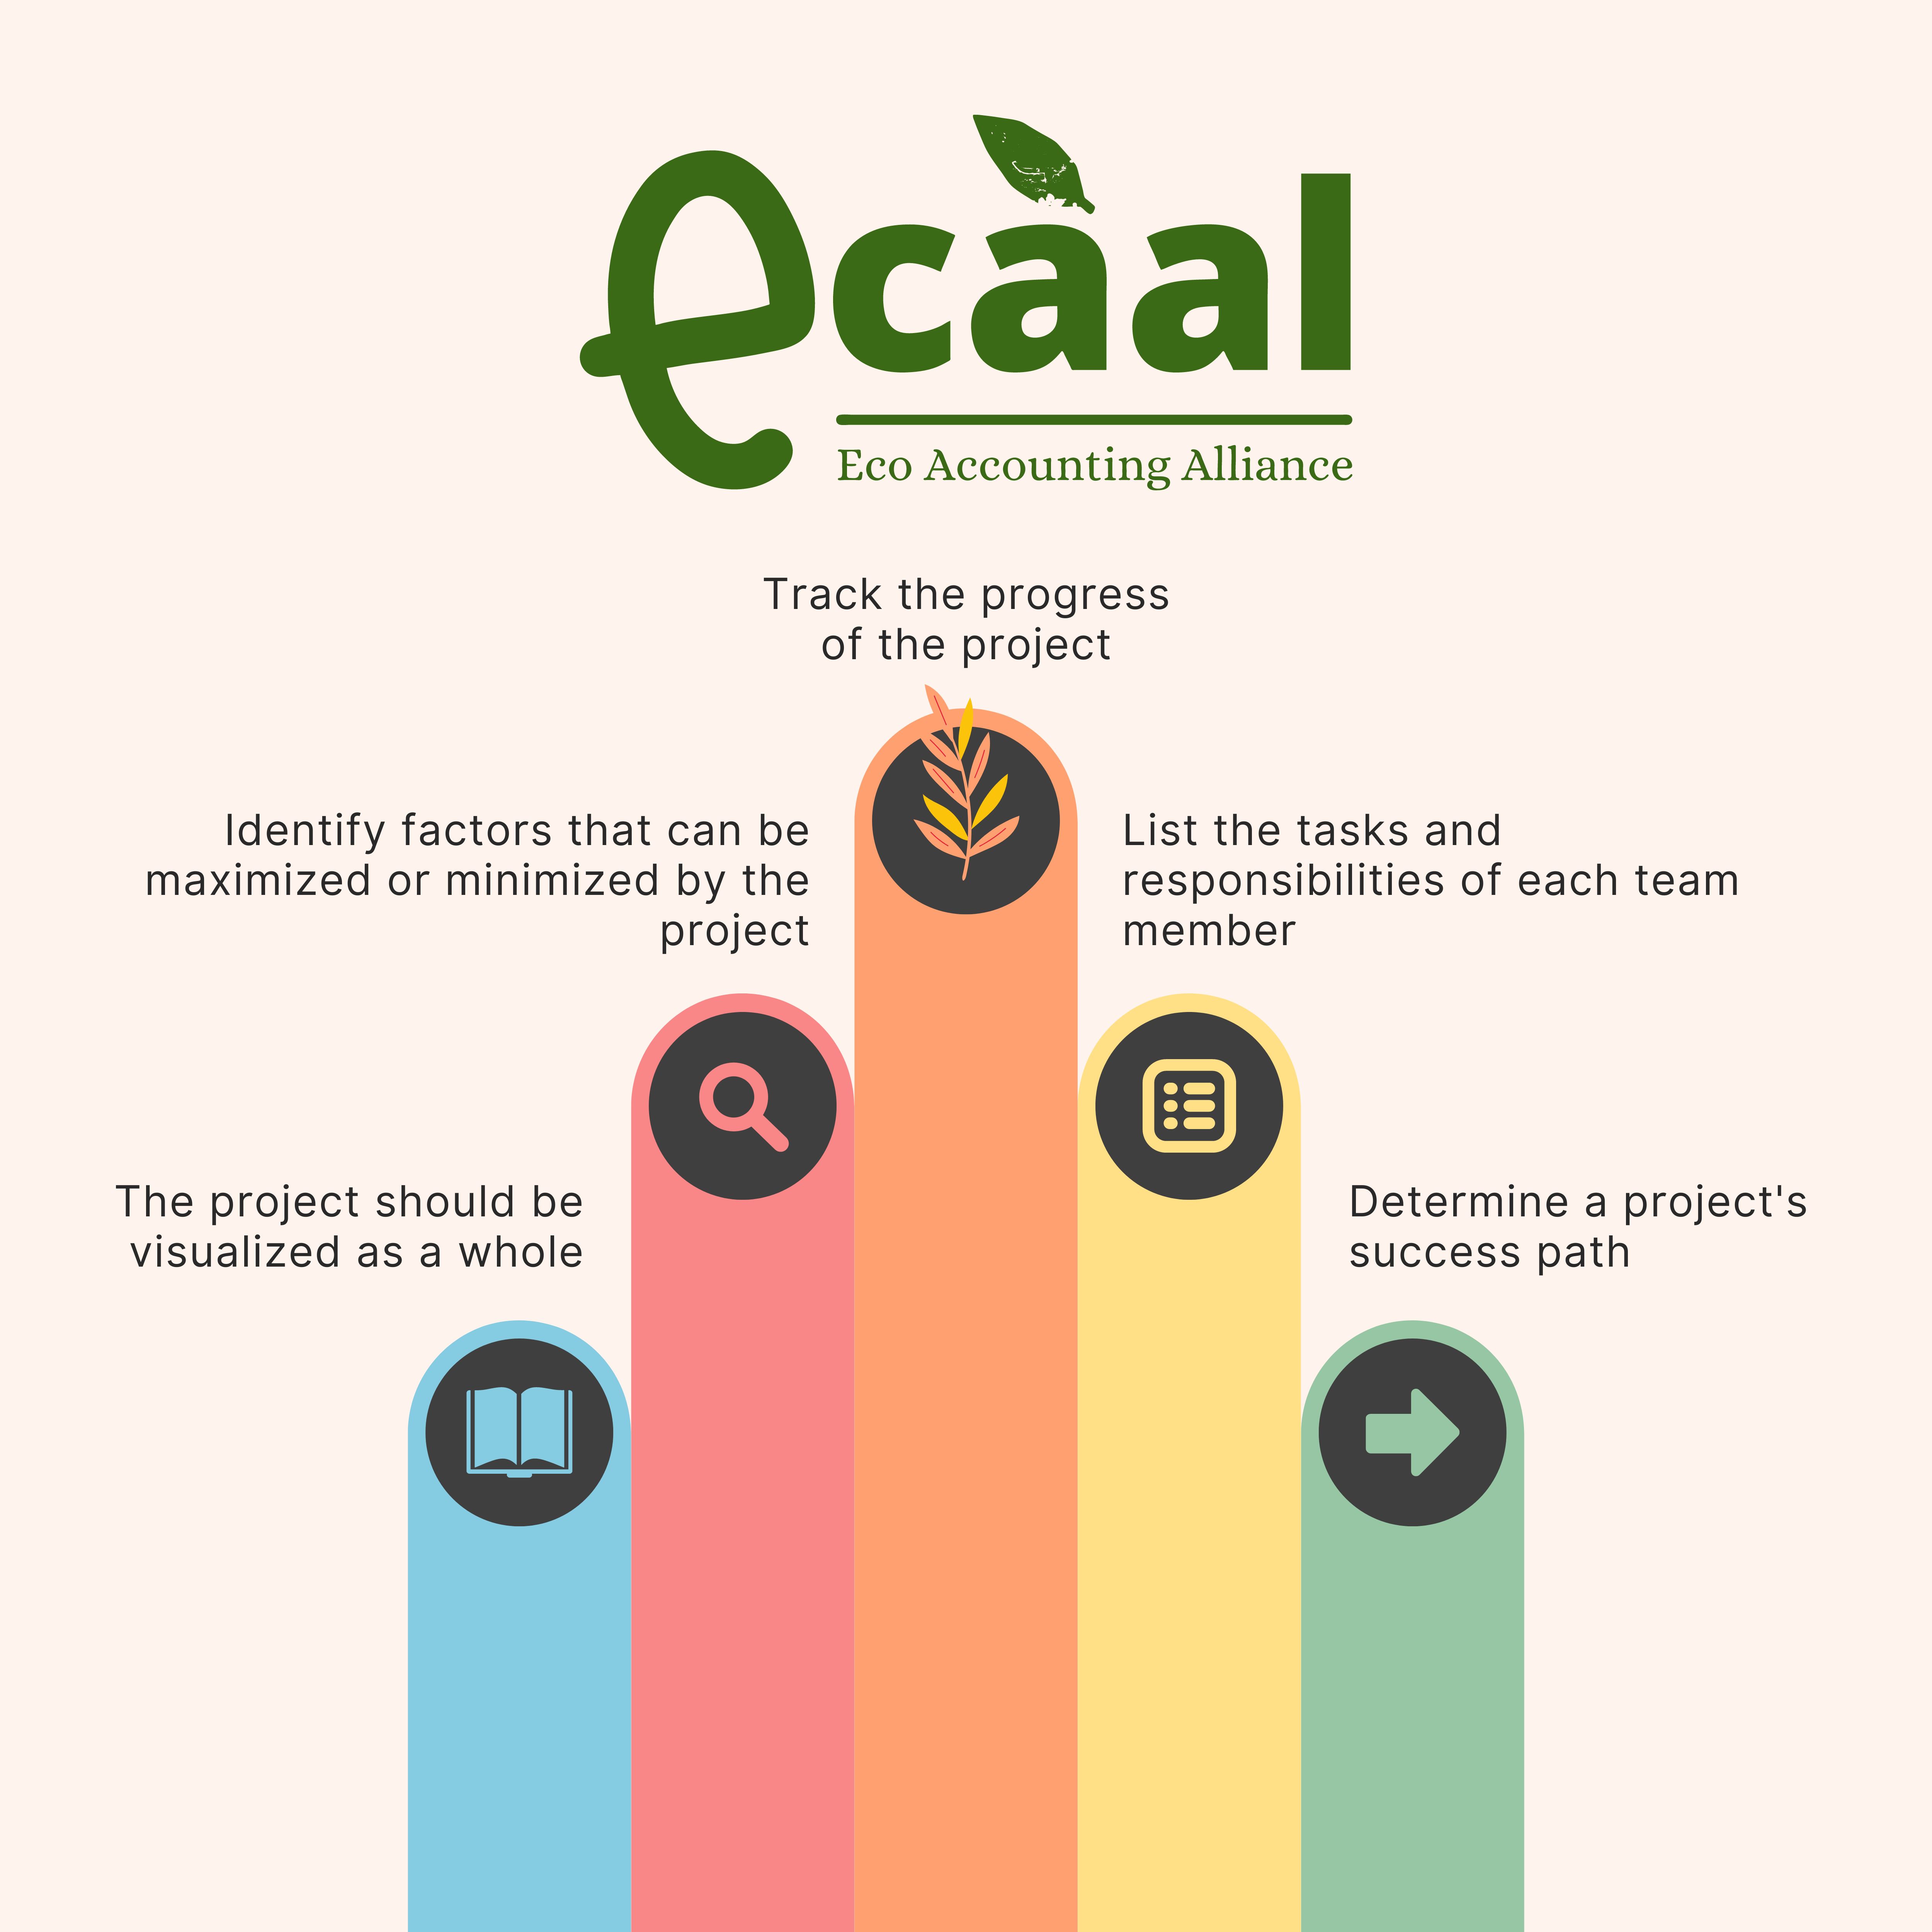 ecaal
Eco Accounting Alliance
Track the progress
of the project
Identify factors that can be
maximized or minimized by the
project
List the tasks and
responsibilities of each team
member
The project should be
visualized as a whole
Determine a project's
success path